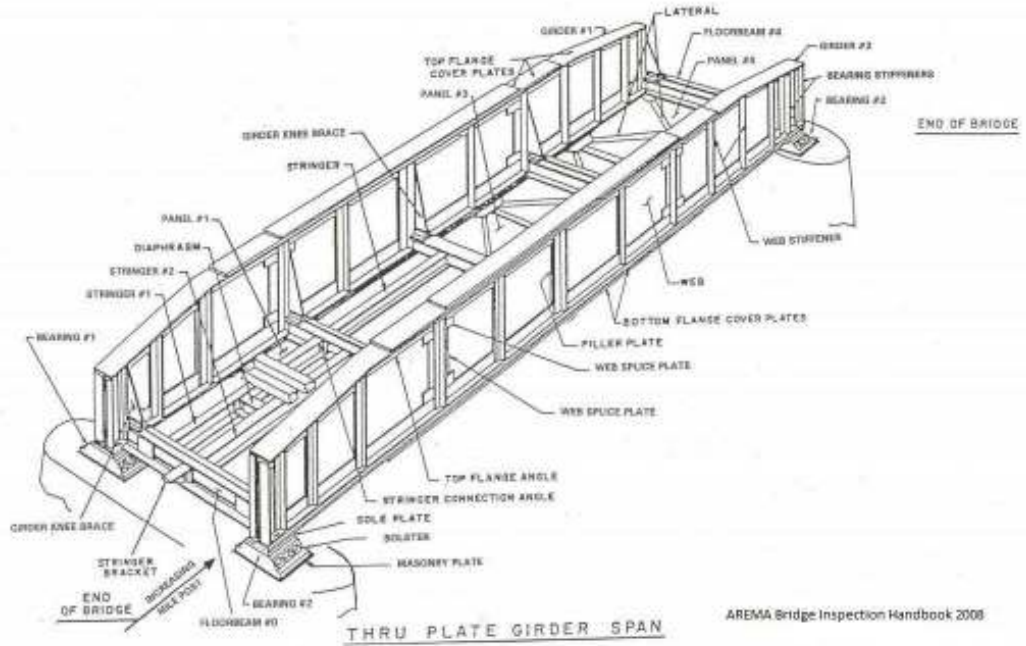 GIRDER #1
LATERAL
FLOORBEAM #4
GIRDER #2
TOP FLANGE
COVER PLATES
PANEL #4
PANEL #3
BEARING STIFFENERS
BEARING #2
END OF BRIDGE
GIRDER KNEE BRACE
STRINGER
PANEL #1
DIAPHRAGM
STRINGER #2
STRINGER #1
WEB STIFFENER
WEB
BEARING #1
BOTTOM FLANGE COVER PLATES
FILLER PLATE
WEB SPLICE PLATE
WEB SPLICE PLATE
TOP FLANGE ANGLE
STRINGER CONNECTION ANGLE
SOLE PLATE
GIRDER KNEE BRACE
BOLSTER
MASONRY PLATE
STRINGER
BRACKET
INCREASING
MILE POST
END
OF BRIDGE
BEARING #2
FLOORBEAM #0
AREMA Bridge Inspection Handbook 2008
THRU PLATE GIRDER SPAN